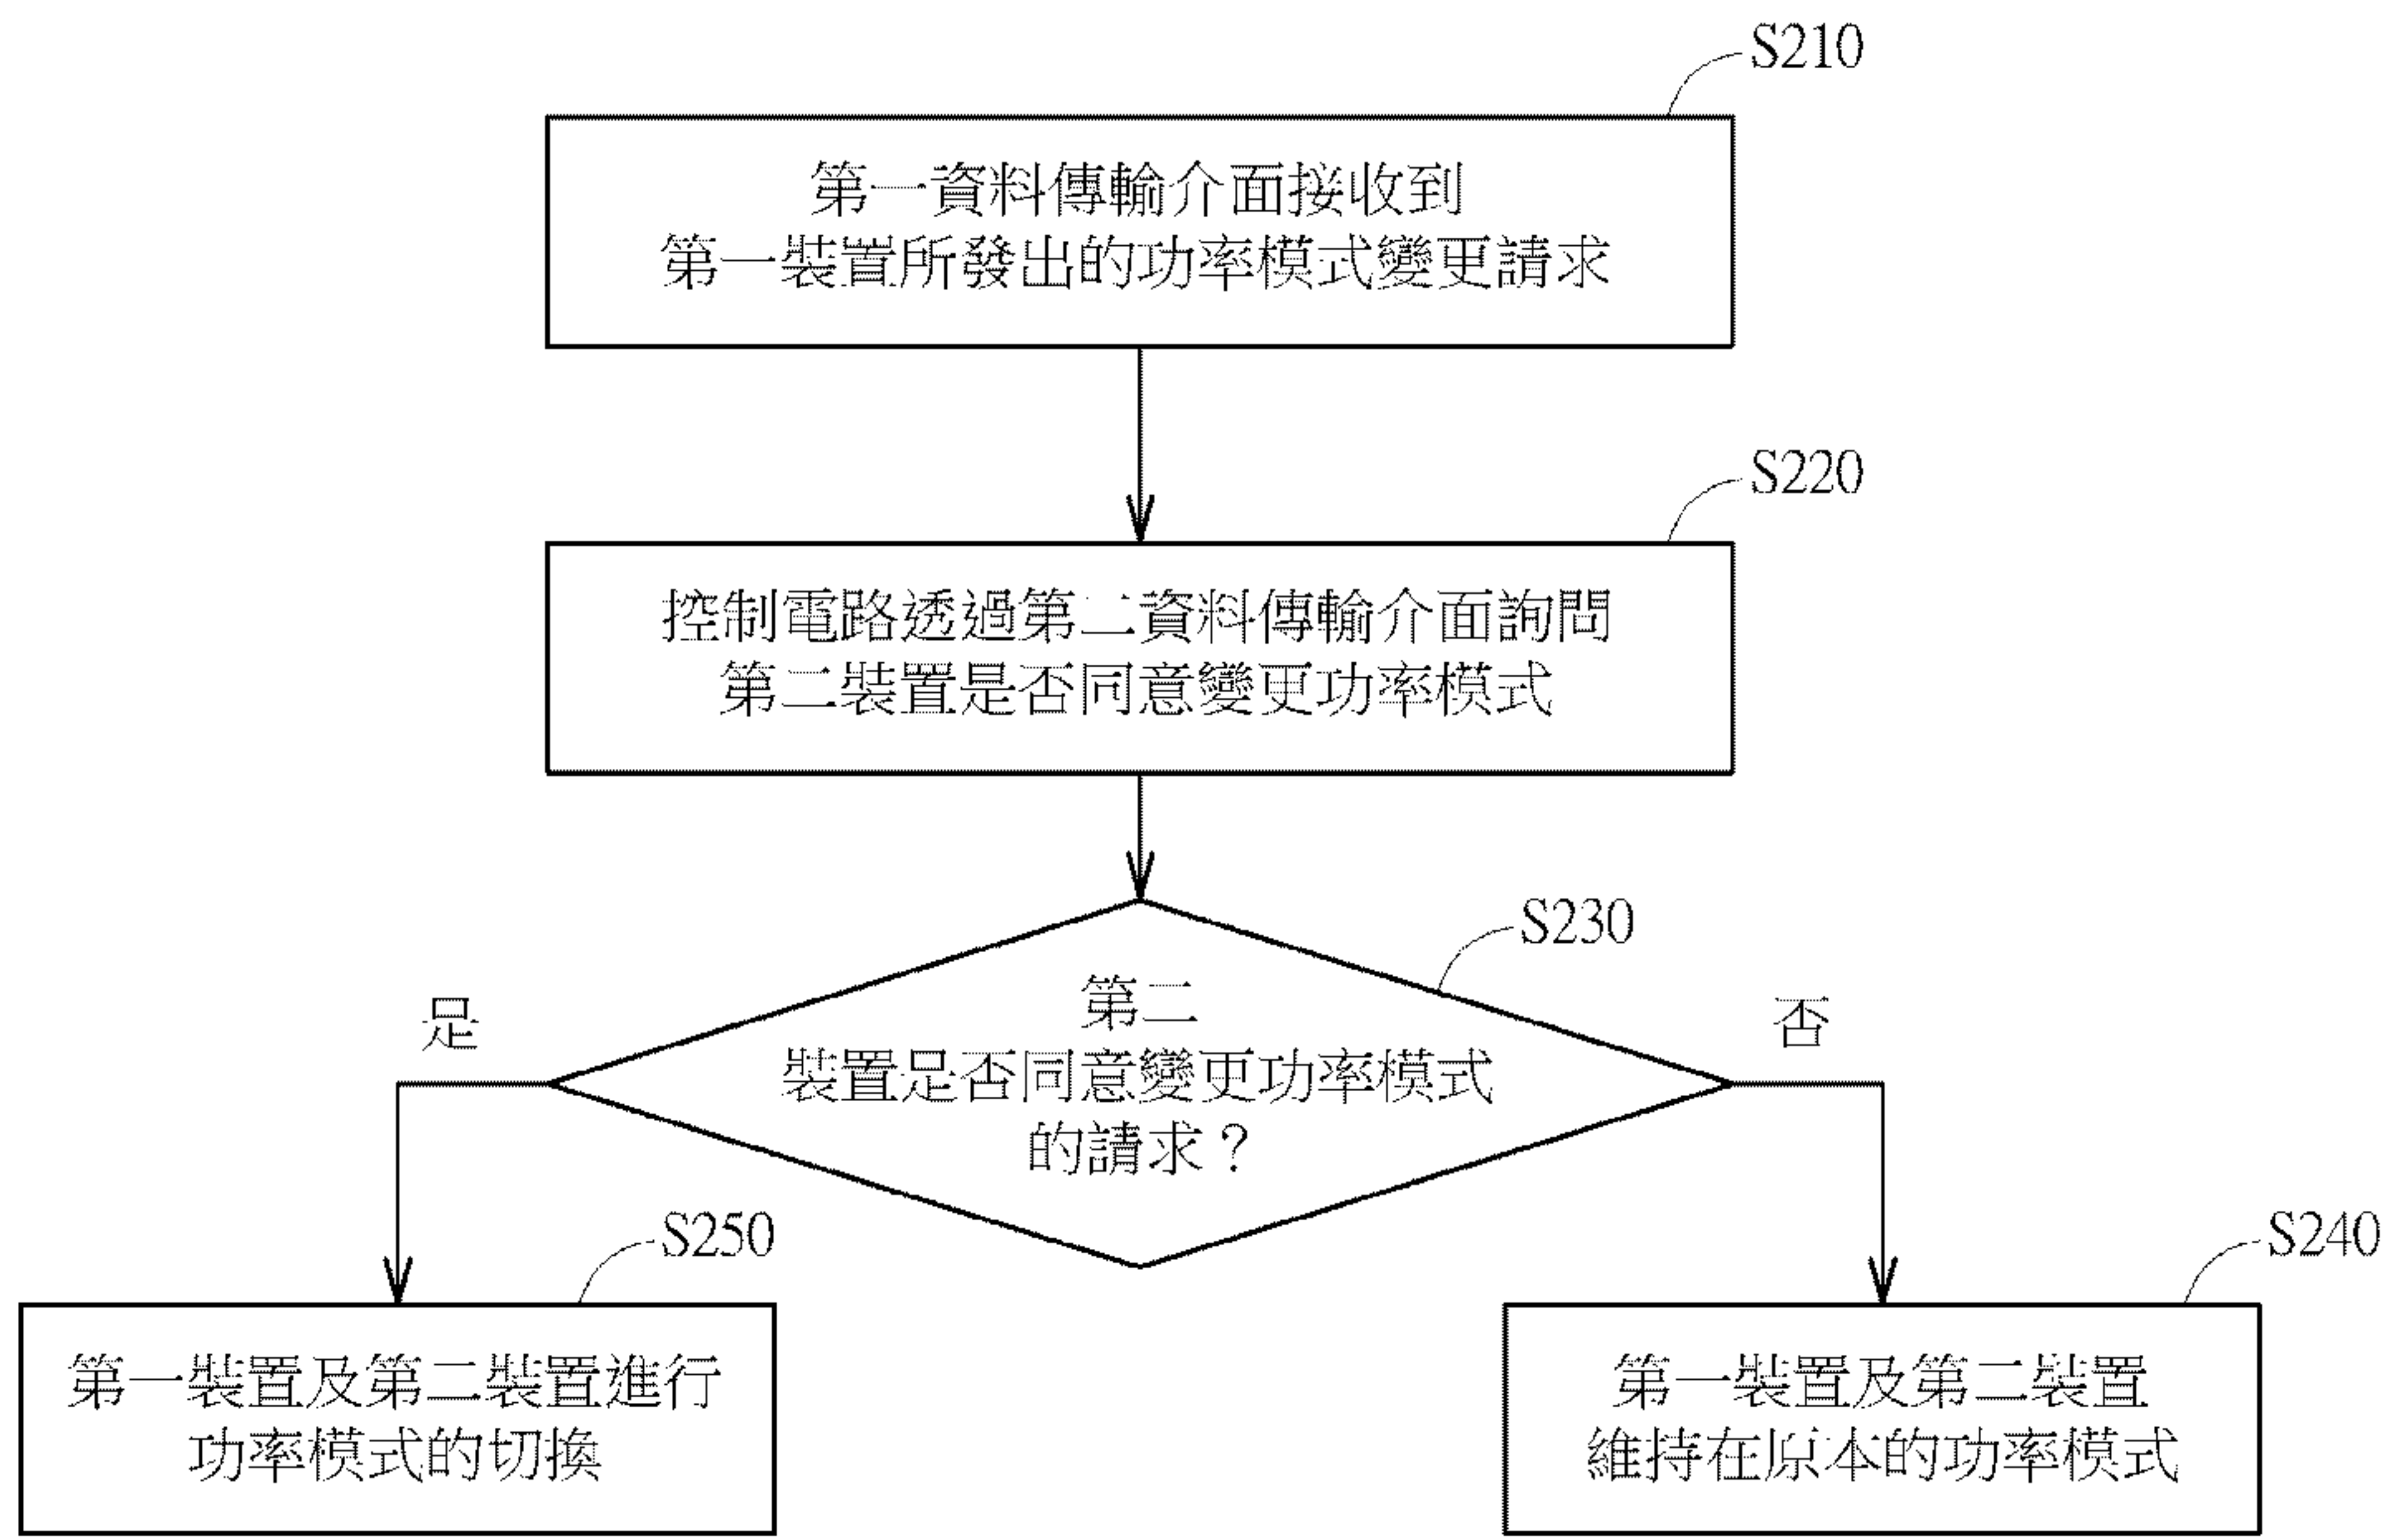 S210
第一資料傳輸介面接收到
第一裝置所發出的功率模式變更請求
S220
控制電路透過第二資料傳輸介面詢問
第二裝置是否同意變更功率模式
S230
第二
裝置是否同意變更功率模式
的請求？
是
否
S250
第一裝置及第二裝置進行
功率模式的切換
S240
第一裝置及第二裝置
維持在原本的功率模式